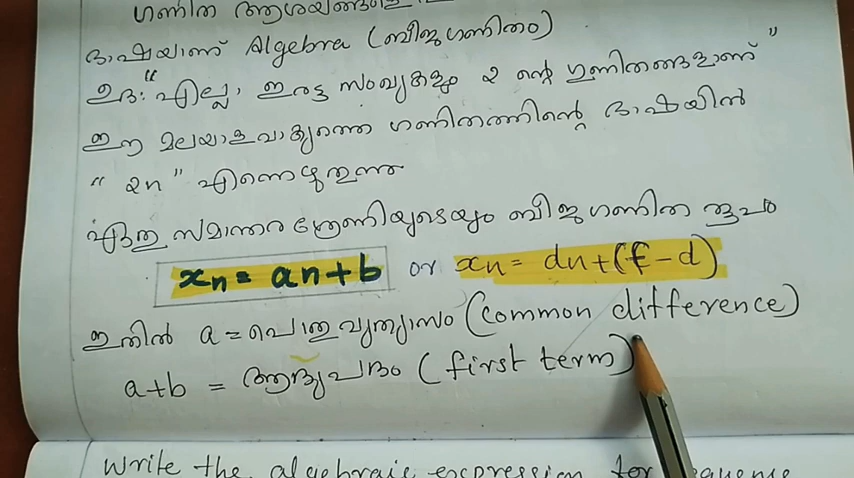 ഗണിത ആശയങ്ങളെ
ഭാഷയാണ് Algebra (ബീജഗണിതം)
ഉദാ: "എല്ലാ ഇരട്ട സംഖ്യകളും 2 ന്റെ ഗുണിതങ്ങളാണ്"
ഈ മലയാളവാക്യത്തെ ഗണിതത്തിന്റെ ഭാഷയിൽ
" 2n " എന്നെഴുതുന്നു
ഏതു സമാന്തര ശ്രേണിയുടെയും ബീജഗണിത രൂപം
xₙ = an+b or xₙ = dn+(f-d)
ഇതിൽ a = പൊതുവ്യത്യാസം (common difference)
a+b = ആദ്യപദം (first term)
Write the algebraic expression for